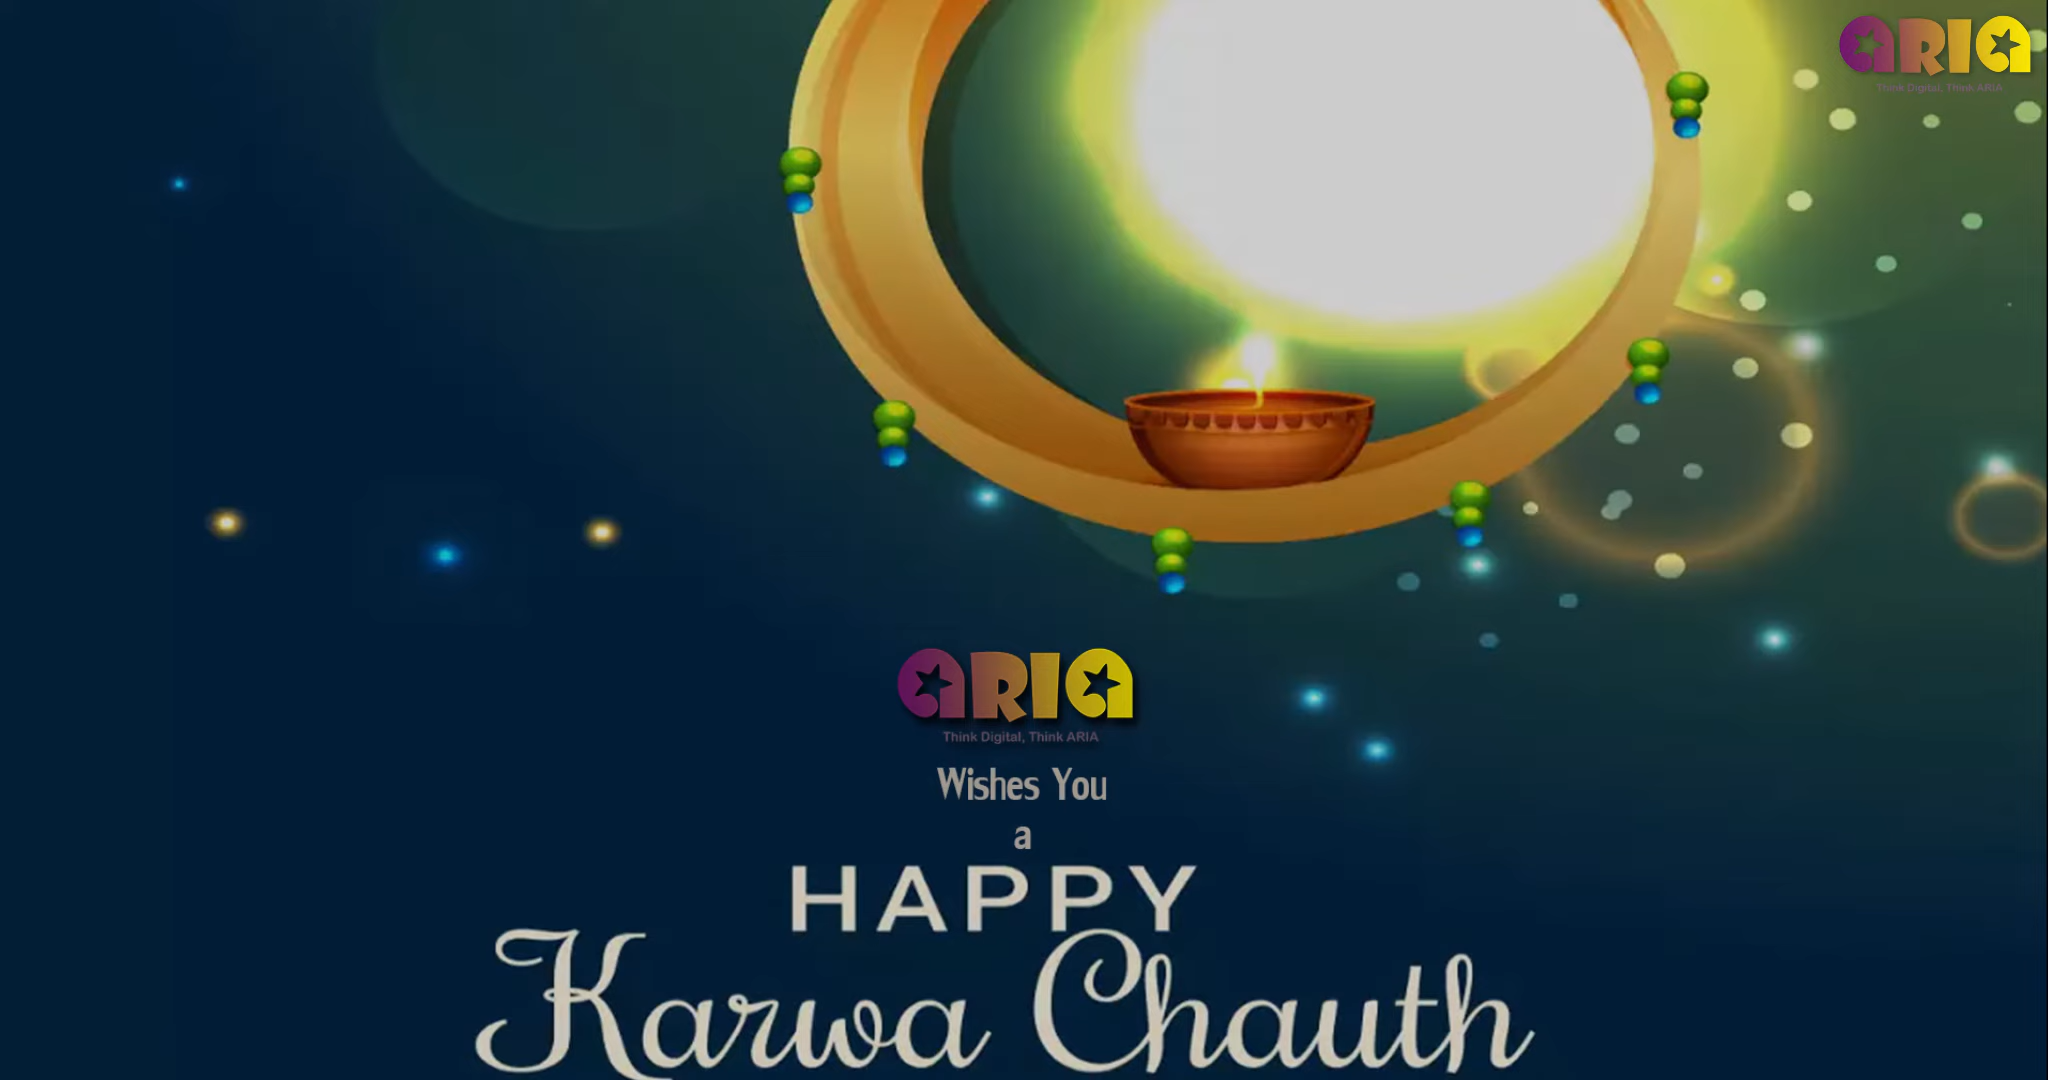 aRIa
Think Digital, Think ARIA
aRIa
Think Digital, Think ARIA
Wishes You
a
HAPPY
Karwa Chauth